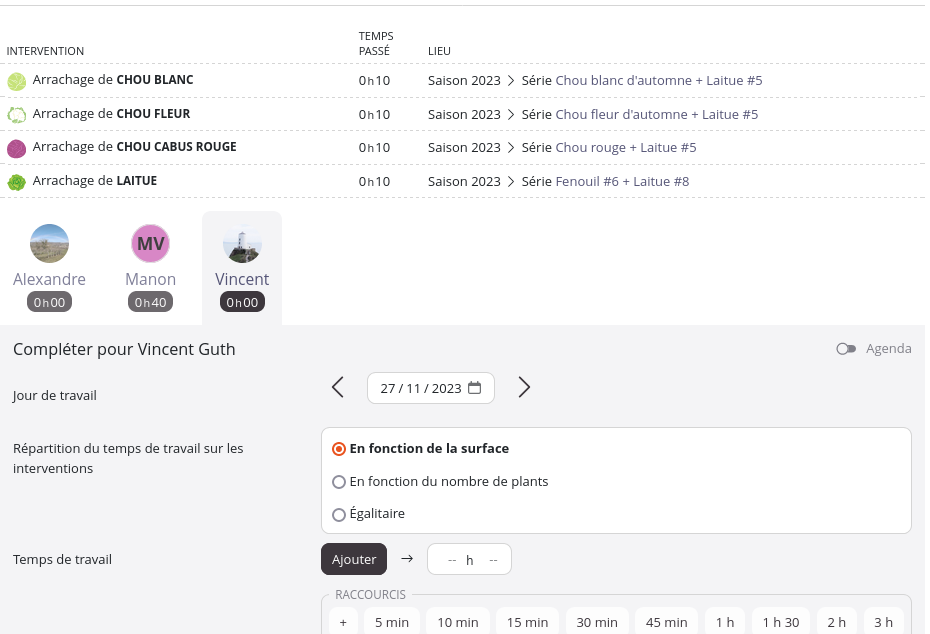 INTERVENTION TEMPS PASSÉ LIEU
Arrachage de CHOU BLANC 0h10 Saison 2023 > Série Chou blanc d'automne + Laitue #5
Arrachage de CHOU FLEUR 0h10 Saison 2023 > Série Chou fleur d'automne + Laitue #5
Arrachage de CHOU CABUS ROUGE 0h10 Saison 2023 > Série Chou rouge + Laitue #5
Arrachage de LAITUE 0h10 Saison 2023 > Série Fenouil #6 + Laitue #8
MV
Alexandre Manon Vincent
0h00 0h40 0h00
Compléter pour Vincent Guth Agenda
Jour de travail 27 / 11 / 2023
Répartition du temps de travail sur les
interventions
En fonction de la surface
En fonction du nombre de plants
Égalitaire
Temps de travail Ajouter → -- h --
RACCOURCIS
+ 5 min 10 min 15 min 30 min 45 min 1 h 1 h 30 2 h 3 h